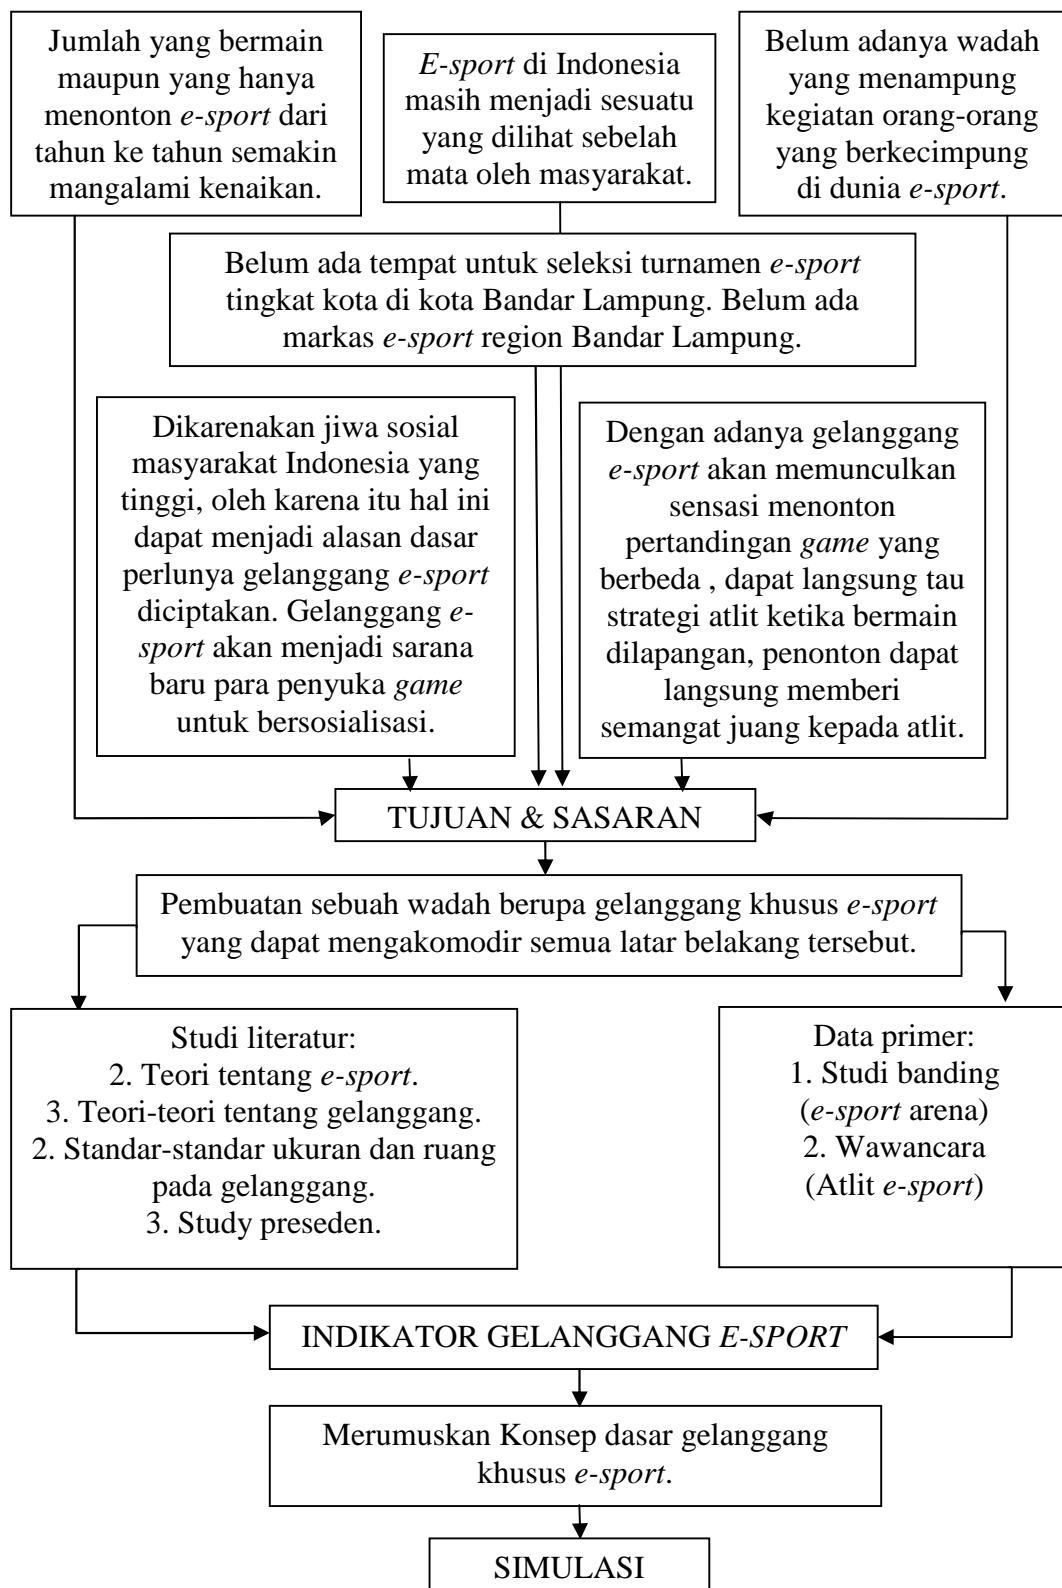 Jumlah yang bermain
maupun yang hanya
menonton e-sport dari
tahun ke tahun semakin
mangalami kenaikan.
E-sport di Indonesia
masih menjadi sesuatu
yang dilihat sebelah
mata oleh masyarakat.
Belum adanya wadah
yang menampung
kegiatan orang-orang
yang berkecimpung
di dunia e-sport.
Belum ada tempat untuk seleksi turnamen e-sport
tingkat kota di kota Bandar Lampung. Belum ada
markas e-sport region Bandar Lampung.
Dikarenakan jiwa sosial
masyarakat Indonesia yang
tinggi, oleh karena itu hal ini
dapat menjadi alasan dasar
perlunya gelanggang e-sport
diciptakan. Gelanggang e-
sport akan menjadi sarana
baru para penyuka game
untuk bersosialisasi.
Dengan adanya gelanggang
e-sport akan memunculkan
sensasi menonton
pertandingan game yang
berbeda , dapat langsung tau
strategi atlit ketika bermain
dilapangan, penonton dapat
langsung memberi
semangat juang kepada atlit.
TUJUAN & SASARAN
Pembuatan sebuah wadah berupa gelanggang khusus e-sport
yang dapat mengakomodir semua latar belakang tersebut.
Studi literatur:
2. Teori tentang e-sport.
3. Teori-teori tentang gelanggang.
2. Standar-standar ukuran dan ruang
pada gelanggang.
3. Study preseden.
Data primer:
1. Studi banding
(e-sport arena)
2. Wawancara
(Atlit e-sport)
INDIKATOR GELANGGANG E-SPORT
Merumuskan Konsep dasar gelanggang
khusus e-sport.
SIMULASI